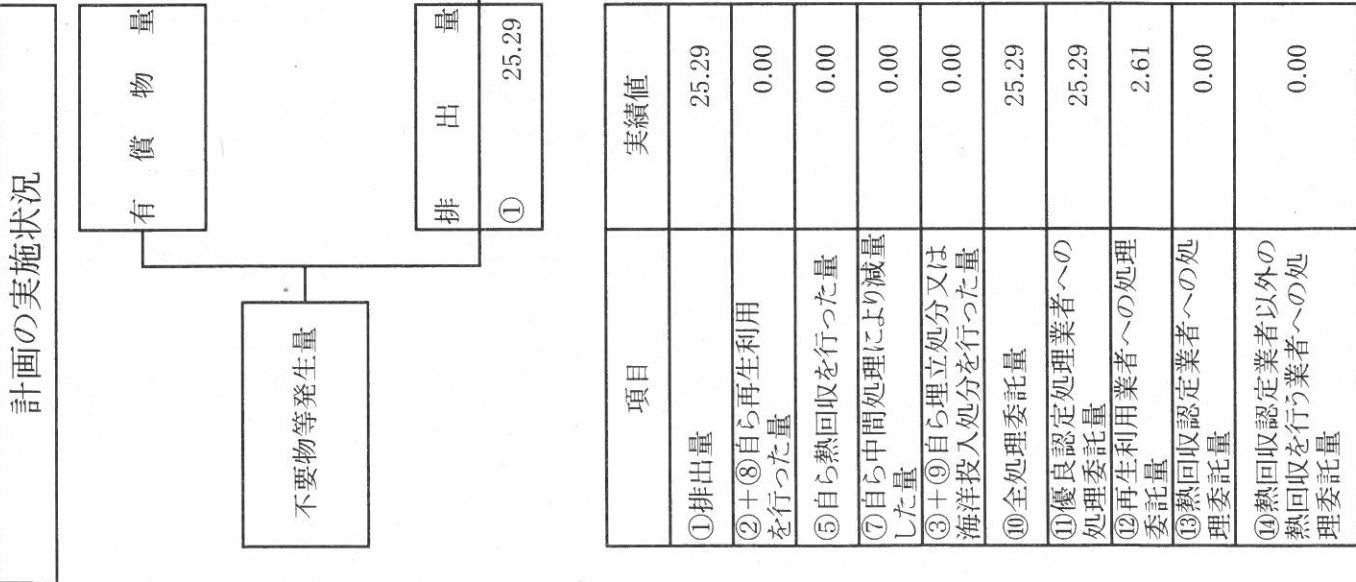 計画の実施状況
有償物量
不要物等発生量
排出量
① 25.29
項目 実績値
①排出量 25.29
②+⑧自ら再生利用
を行った量 0.00
⑤自ら熱回収を行った量 0.00
⑦自ら中間処理により減量
した量 0.00
③+⑨自ら埋立処分又は
海洋投入処分を行った量 0.00
⑩全処理委託量 25.29
⑪優良認定処理業者への
処理委託量 25.29
⑫再生利用業者への処理
委託量 2.61
⑬熱回収認定業者への処
理委託量 0.00
⑭熱回収認定業者以外の
熱回収を行う業者への処
理委託量 0.00